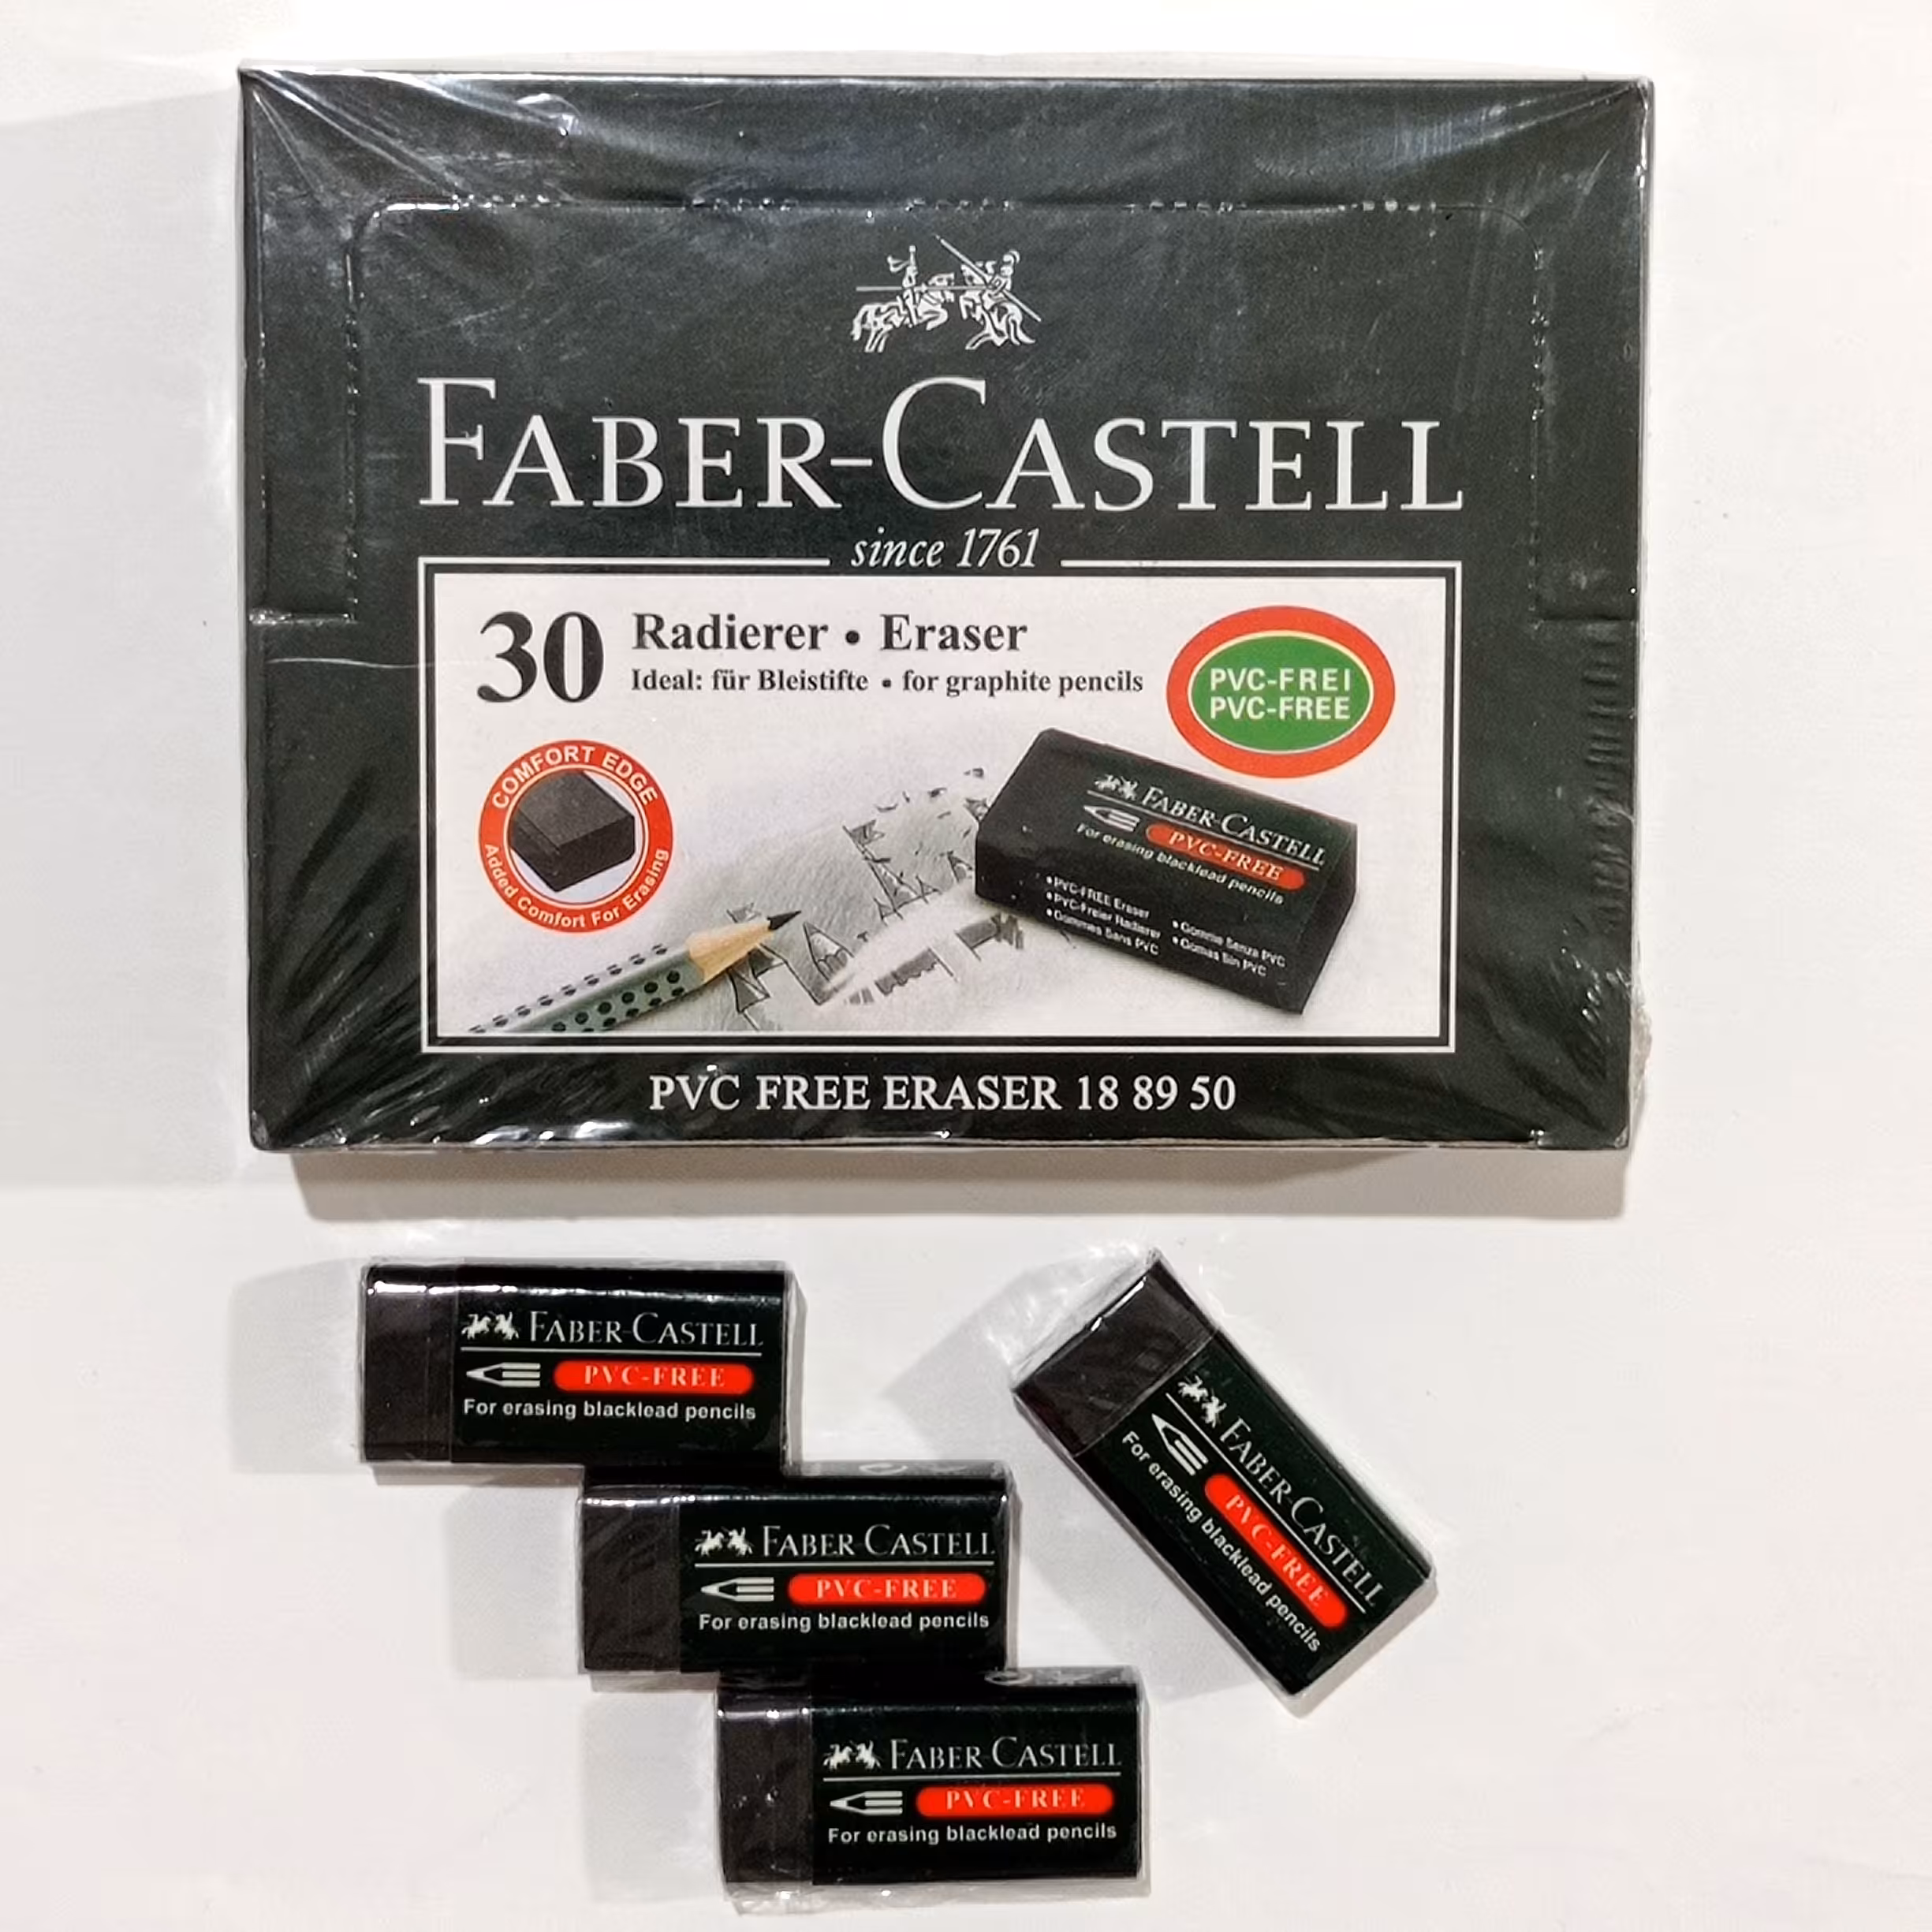 FABER-CASTELL
since 1761
30 Radierer • Eraser
Ideal: für Bleistifte • for graphite pencils
PVC-FREI
PVC-FREE
COMFORT EDGE
Added Comfort For Erasing
FABER-CASTELL
PVC-FREE
For erasing blacklead pencils
• PVC-FREE Eraser
• PVC-Freier Radierer
• Gommes Sans PVC
• Gomme Senza PVC
• Gomas Sin PVC
PVC FREE ERASER 18 89 50
FABER-CASTELL
PVC-FREE
For erasing blacklead pencils
FABER-CASTELL
PVC-FREE
For erasing blacklead pencils
FABER-CASTELL
PVC-FREE
For erasing blacklead pencils
FABER-CASTELL
PVC-FREE
For erasing blacklead pencils